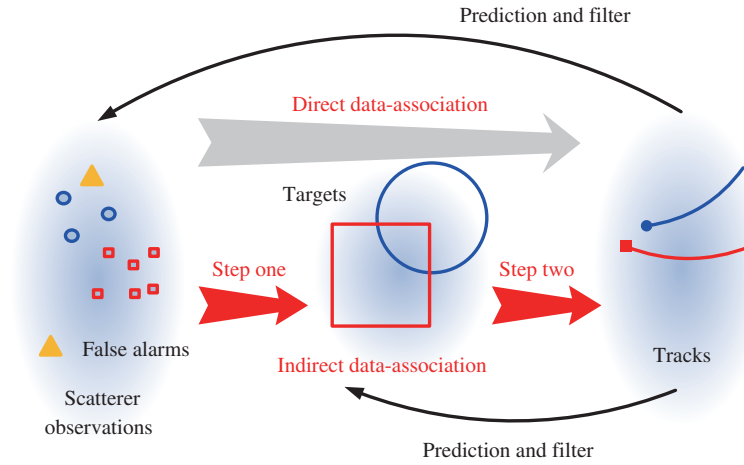 Prediction and filter
Direct data-association
Targets
Step one
Step two
False alarms
Indirect data-association
Tracks
Scatterer
observations
Prediction and filter